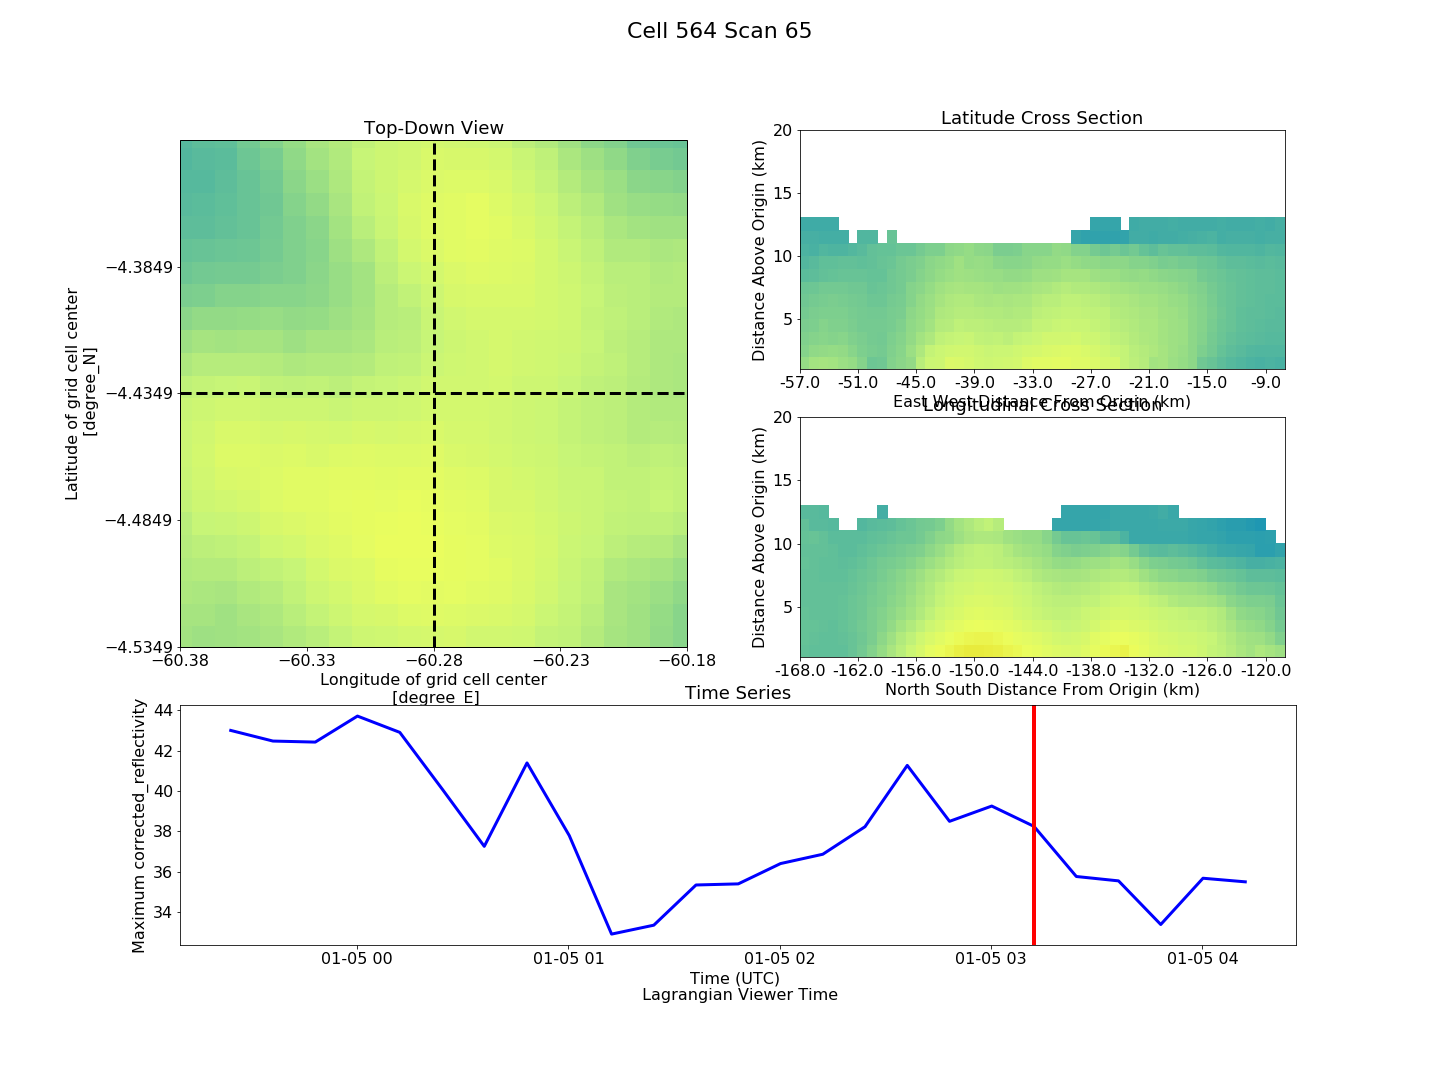 Cell 564 Scan 65
Top-Down View
Latitude of grid cell center
[degree_N]
−4.3849
−4.4349
−4.4849
−4.5349
−60.38 −60.33 −60.28 −60.23 −60.18
Longitude of grid cell center
[degree_E]
Latitude Cross Section
Distance Above Origin (km)
20
15
10
5
-57.0 -51.0 -45.0 -39.0 -33.0 -27.0 -21.0 -15.0 -9.0
East West Distance From Origin (km)
Longitudinal Cross Section
Distance Above Origin (km)
20
15
10
5
-168.0 -162.0 -156.0 -150.0 -144.0 -138.0 -132.0 -126.0 -120.0
North South Distance From Origin (km)
Time Series
Maximum corrected_reflectivity
44
42
40
38
36
34
01-05 00 01-05 01 01-05 02 01-05 03 01-05 04
Time (UTC)
Lagrangian Viewer Time